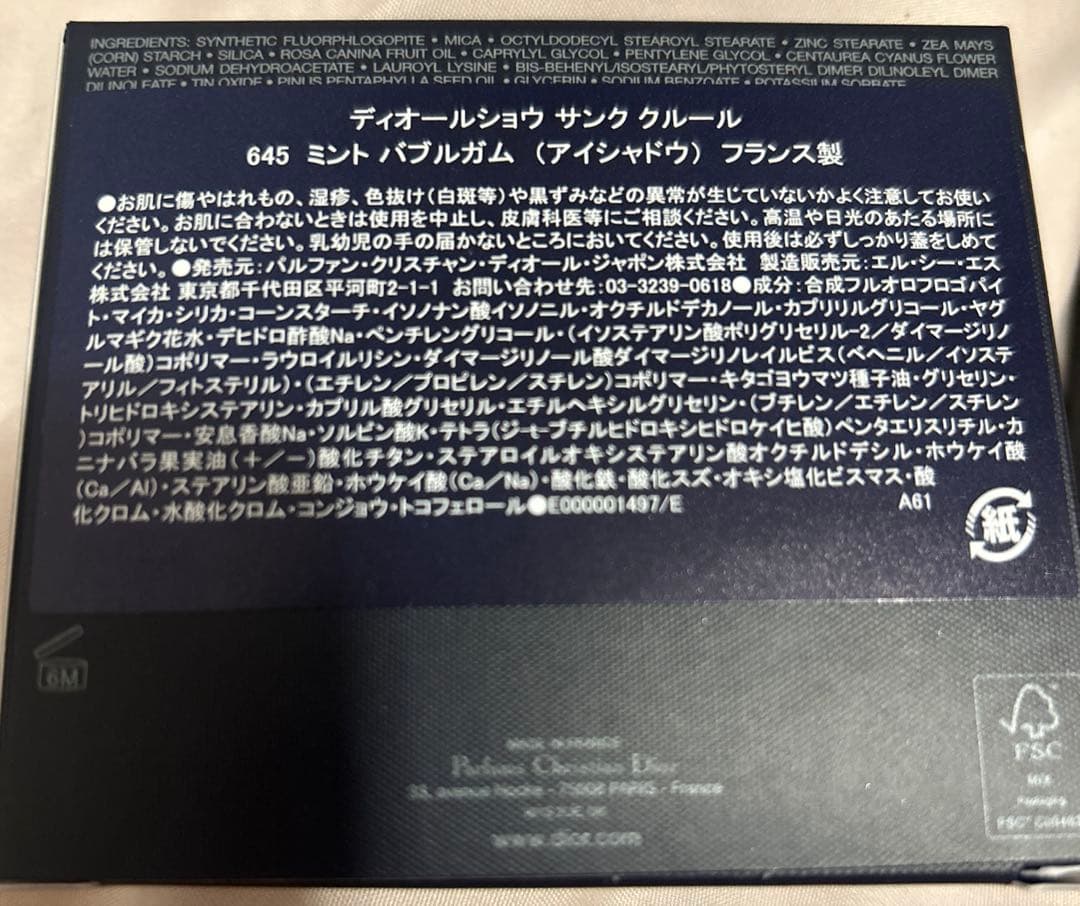 INGREDIENTS: SYNTHETIC FLUORPHLOGOPITE • MICA • OCTYLDODECYL STEAROYL STEARATE • ZINC STEARATE • ZEA MAYS
(CORN) STARCH • SILICA • ROSA CANINA FRUIT OIL • CAPRYLYL GLYCOL • PENTYLENE GLYCOL • CENTAUREA CYANUS FLOWER
WATER • SODIUM DEHYDROACETATE • LAUROYL LYSINE • BIS-BEHENYL/ISOSTEARYL/PHYTOSTERYL DIMER DILINOLEYL DIMER
DILINOLEATE • TIN OXIDE • PINUS PENTAPHYLLA SEED OIL • GLYCERIN • SODIUM BENZOATE • POTASSIUM SORBATE
ディオールショウ サンク クルール
645 ミント バブルガム (アイシャドウ) フランス製
●お肌に傷やはれもの、湿疹、色抜け(白斑等)や黒ずみなどの異常が生じていないかよく注意してお使い
ください。お肌に合わないときは使用を中止し、皮膚科医等にご相談ください。高温や日光のあたる場所に
は保管しないでください。乳幼児の手の届かないところにおいてください。使用後は必ずしっかり蓋をしめて
ください。●発売元:パルファン・クリスチャン・ディオール・ジャポン株式会社 製造販売元:エル・シー・エス
株式会社 東京都千代田区平河町2-1-1 お問い合わせ先:03-3239-0618●成分:合成フルオロフロゴパイ
ト・マイカ・シリカ・コーンスターチ・イソノナン酸イソノニル・オクチルドデカノール・カプリリルグリコール・ヤグ
ルマギク花水・デヒドロ酢酸Na・ペンチレングリコール・(イソステアリン酸ポリグリセリル-2/ダイマージリノ
ール酸)コポリマー・ラウロイルリシン・ダイマージリノール酸ダイマージリノレイルビス(ベヘニル/イソステ
アリル/フィトステリル)・(エチレン/プロピレン/スチレン)コポリマー・キタゴヨウマツ種子油・グリセリン・
トリヒドロキシステアリン・カプリル酸グリセリル・エチルヘキシルグリセリン・(ブチレン/エチレン/スチレン
)コポリマー・安息香酸Na・ソルビン酸K・テトラ(ジ-t-ブチルヒドロキシヒドロケイヒ酸)ペンタエリスリチル・カ
ニナバラ果実油(+/-)酸化チタン・ステアロイルオキシステアリン酸オクチルドデシル・ホウケイ酸
(Ca/Al)・ステアリン酸亜鉛・ホウケイ酸(Ca/Na)・酸化鉄・酸化スズ・オキシ塩化ビスマス・酸
化クロム・水酸化クロム・コンジョウ・トコフェロール●E000001497/E
A61
紙
6M
MADE IN FRANCE
Parfums Christian Dior
33, avenue Hoche - 75008 PARIS - France
www.dior.com
FSC
MIX
Packaging